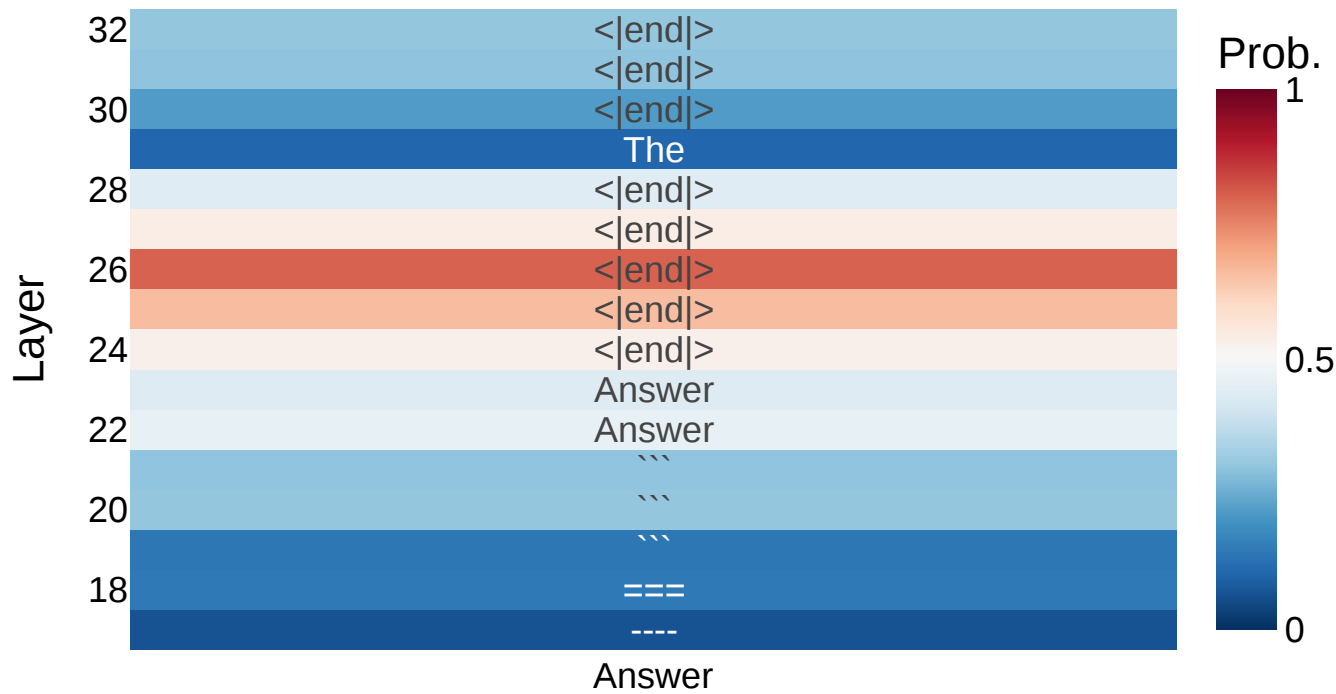 32
<|end|>
Prob.
<|end|>
1
30
<|end|>
The
28
<|end|>
<|end|>
26
<|end|>
<|end|>
Layer
24
<|end|>
0.5
Answer
22
Answer
```
20
```
```
18
===
----
0
Answer